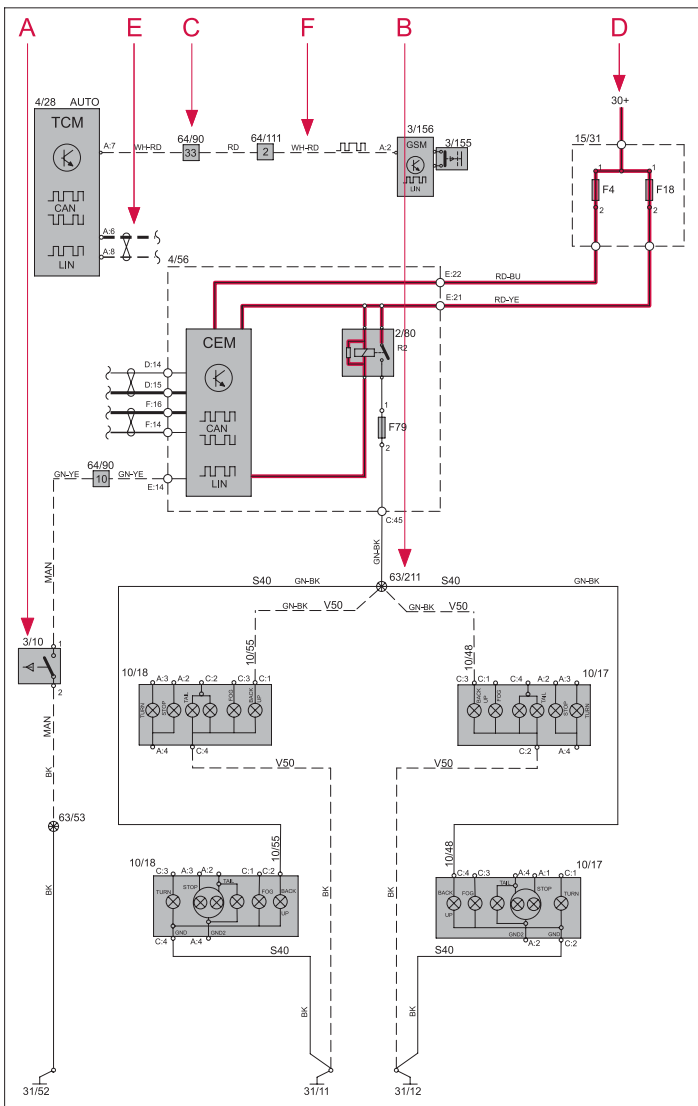 A E C F B D
30+
4/28 AUTO
TCM
CAN
LIN
A:7
WH-RD
64/90
33
RD
64/111
2
WH-RD
A:2
3/156
GSM
LIN
3/155
15/31
1
F4
2
1
F18
2
A:6
A:8
4/56
E:22
RD-BU
E:21
RD-YE
CEM
CAN
LIN
2/80
R2
D:14
D:15
F:16
F:14
E:14
1
F79
2
C:45
GN-BK
64/90
GN-YE
10
GN-YE
MAN
3/10
1
2
MAN
BK
63/53
BK
31/52
63/211
S40 GN-BK
S40 GN-BK
GN-BK V50
GN-BK V50
10/55
10/48
10/18
A:3 A:2 C:2 C:3 C:1
TURN STOP TAIL FOG BACK UP
A:4 C:4
V50
10/17
C:3 C:1 C:4 A:2 A:3
BACK UP FOG TAIL STOP TURN
C:2 A:4
V50
10/55
10/18
C:3 A:3 A:2 C:1 C:2
TURN STOP TAIL FOG BACK UP
GND GND2
C:4 A:4
S40
10/48
10/17
C:4 C:3 A:4 A:1 C:1
BACK UP FOG TAIL STOP TURN
GND2 GND
A:2 C:2
S40
BK
BK
BK
BK
31/11
31/12